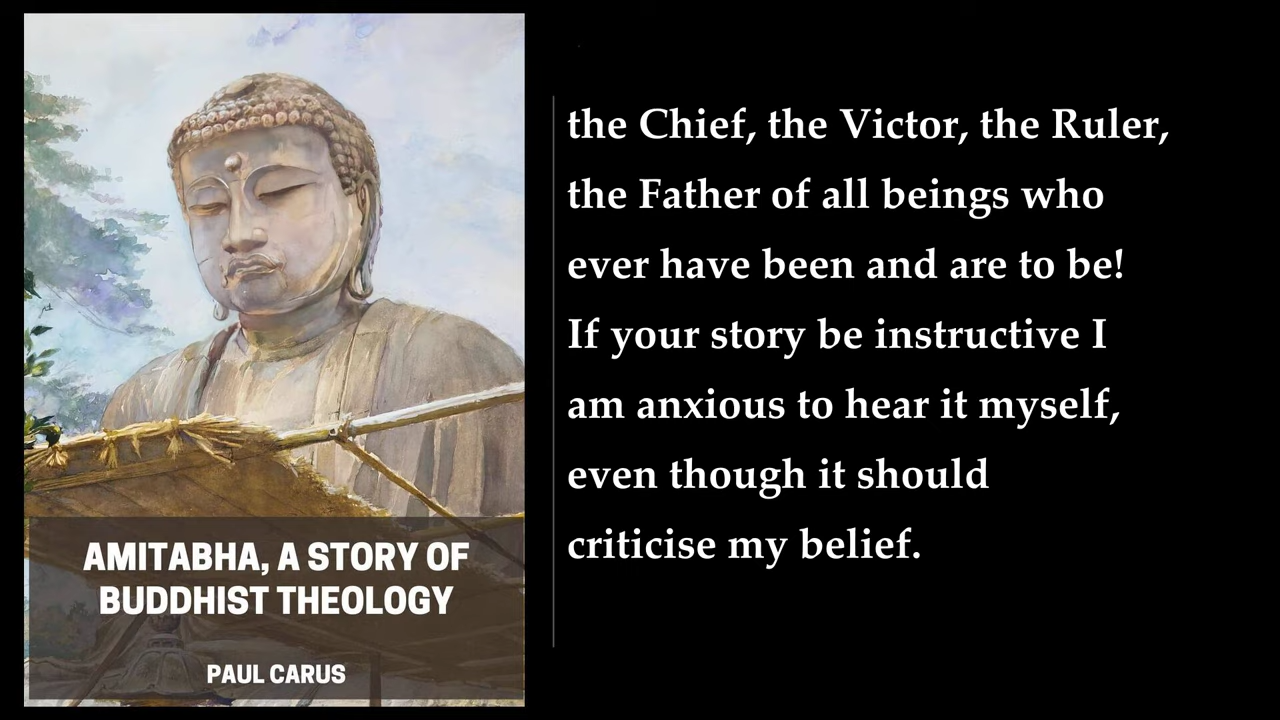 AMITABHA, A STORY OF
BUDDHIST THEOLOGY
PAUL CARUS
the Chief, the Victor, the Ruler,
the Father of all beings who
ever have been and are to be!
If your story be instructive I
am anxious to hear it myself,
even though it should
criticise my belief.